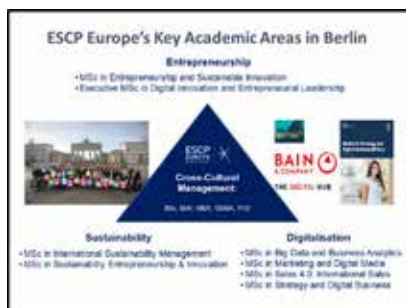 ESCP Europe's Key Academic Areas in Berlin
Entrepreneurship
•MSc in Entrepreneurship and Sustainable Innovation
•Executive MSc in Digital Innovation and Entrepreneurial Leadership
ESCP
EUROPE
Cross-Cultural
Management:
BAIN
& COMPANY
THE DIGITAL HUB
Sustainability
•MSc in International Sustainability Management
•MSc in Sustainability, Entrepreneurship & Innovation
Digitalisation
•MSc in Big Data and Business Analytics
•MSc in Marketing and Digital Media
•MSc in Sales 4.0: International Sales
•MSc in Strategy and Digital Business